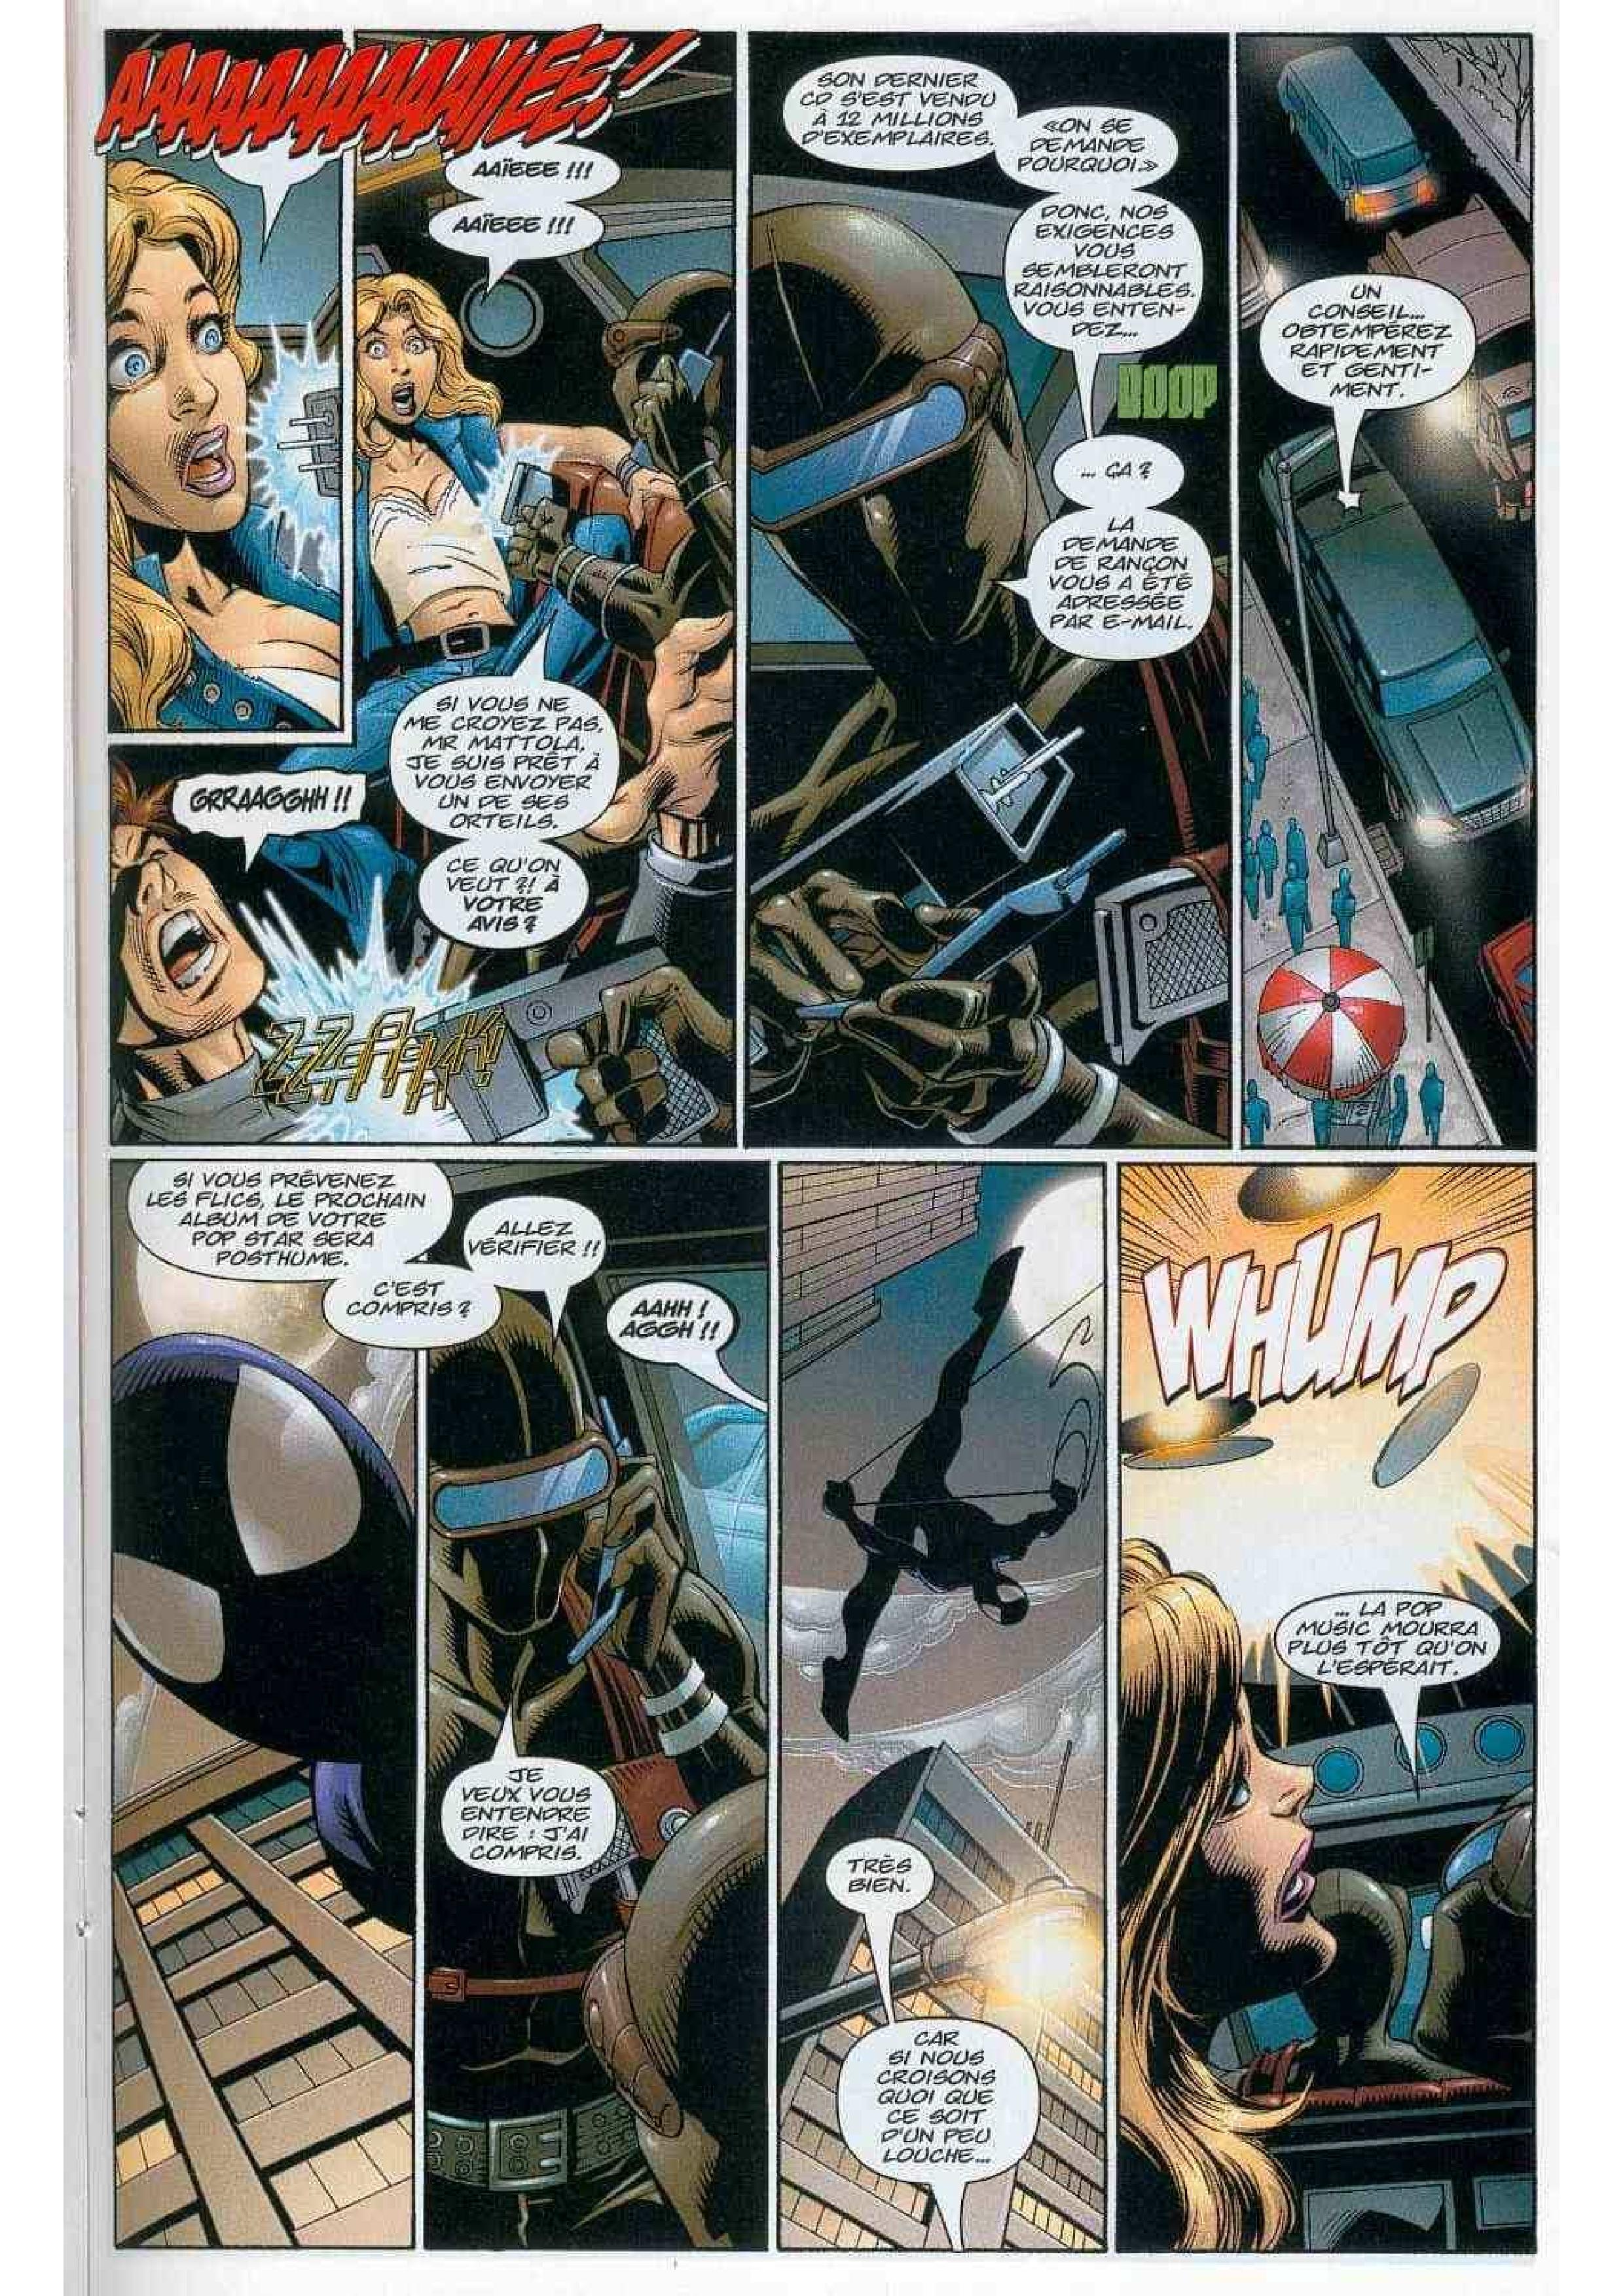 AAAAAAAAAAAIIEE!
AAÏEEE !!!
AAÏEEE !!!
SI VOUS NE
ME CROYEZ PAS,
MR MATTOLA,
JE SUIS PRÊT À
VOUS ENVOYER
UN DE SES
ORTEILS.
CE QU'ON
VEUT ?! À
VOTRE
AVIS ?
GRRAAGGHH !!
ZZZAPAK!
SON DERNIER
CD S'EST VENDU
À 12 MILLIONS
D'EXEMPLAIRES.
«ON SE
DEMANDE
POURQUOI.»
DONC, NOS
EXIGENCES
VOUS
SEMBLERONT
RAISONNABLES.
VOUS ENTEN-
DEZ...
DOOP
... ÇA ?
LA
DEMANDE
DE RANÇON
VOUS A ÉTÉ
ADRESSÉE
PAR E-MAIL.
UN
CONSEIL...
OBTEMPÉREZ
RAPIDEMENT
ET GENTI-
MENT.
SI VOUS PRÉVENEZ
LES FLICS, LE PROCHAIN
ALBUM DE VOTRE
POP STAR SERA
POSTHUME.
C'EST
COMPRIS ?
ALLEZ
VÉRIFIER !!
AAHH !
AGGH !!
JE
VEUX VOUS
ENTENDRE
DIRE : J'AI
COMPRIS.
TRÈS
BIEN.
CAR
SI NOUS
CROISONS
QUOI QUE
CE SOIT
D'UN PEU
LOUCHE...
WHUMP
... LA POP
MUSIC MOURRA
PLUS TÔT QU'ON
L'ESPÉRAIT.